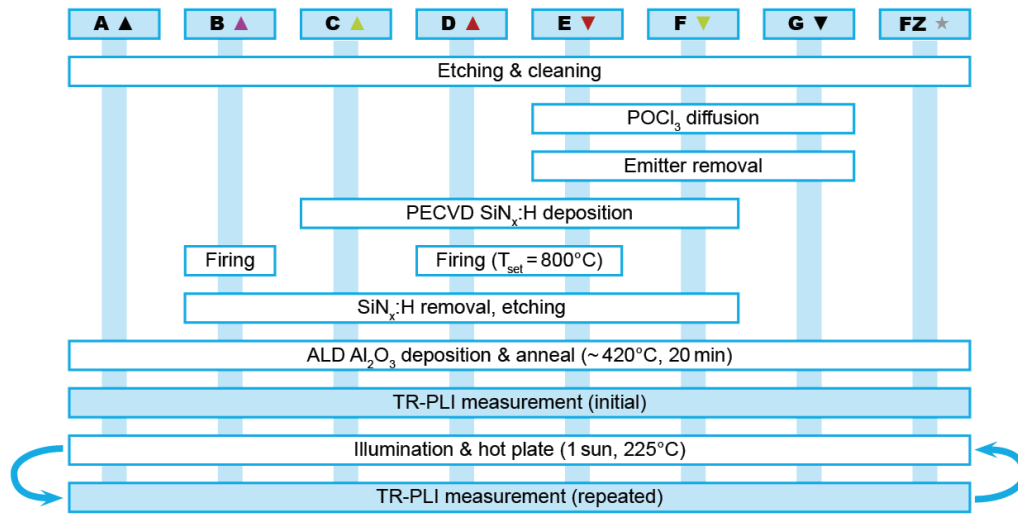 A ▲ B ▲ C ▲ D ▲ E ▼ F ▼ G ▼ FZ ★
Etching & cleaning
POCl₃ diffusion
Emitter removal
PECVD SiNₓ:H deposition
Firing Firing (T_set = 800°C)
SiNₓ:H removal, etching
ALD Al₂O₃ deposition & anneal (~ 420°C, 20 min)
TR-PLI measurement (initial)
Illumination & hot plate (1 sun, 225°C)
TR-PLI measurement (repeated)